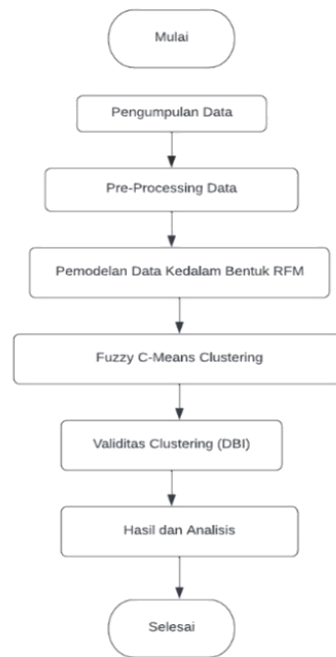 Mulai
Pengumpulan Data
Pre-Processing Data
Pemodelan Data Kedalam Bentuk RFM
Fuzzy C-Means Clustering
Validitas Clustering (DBI)
Hasil dan Analisis
Selesai